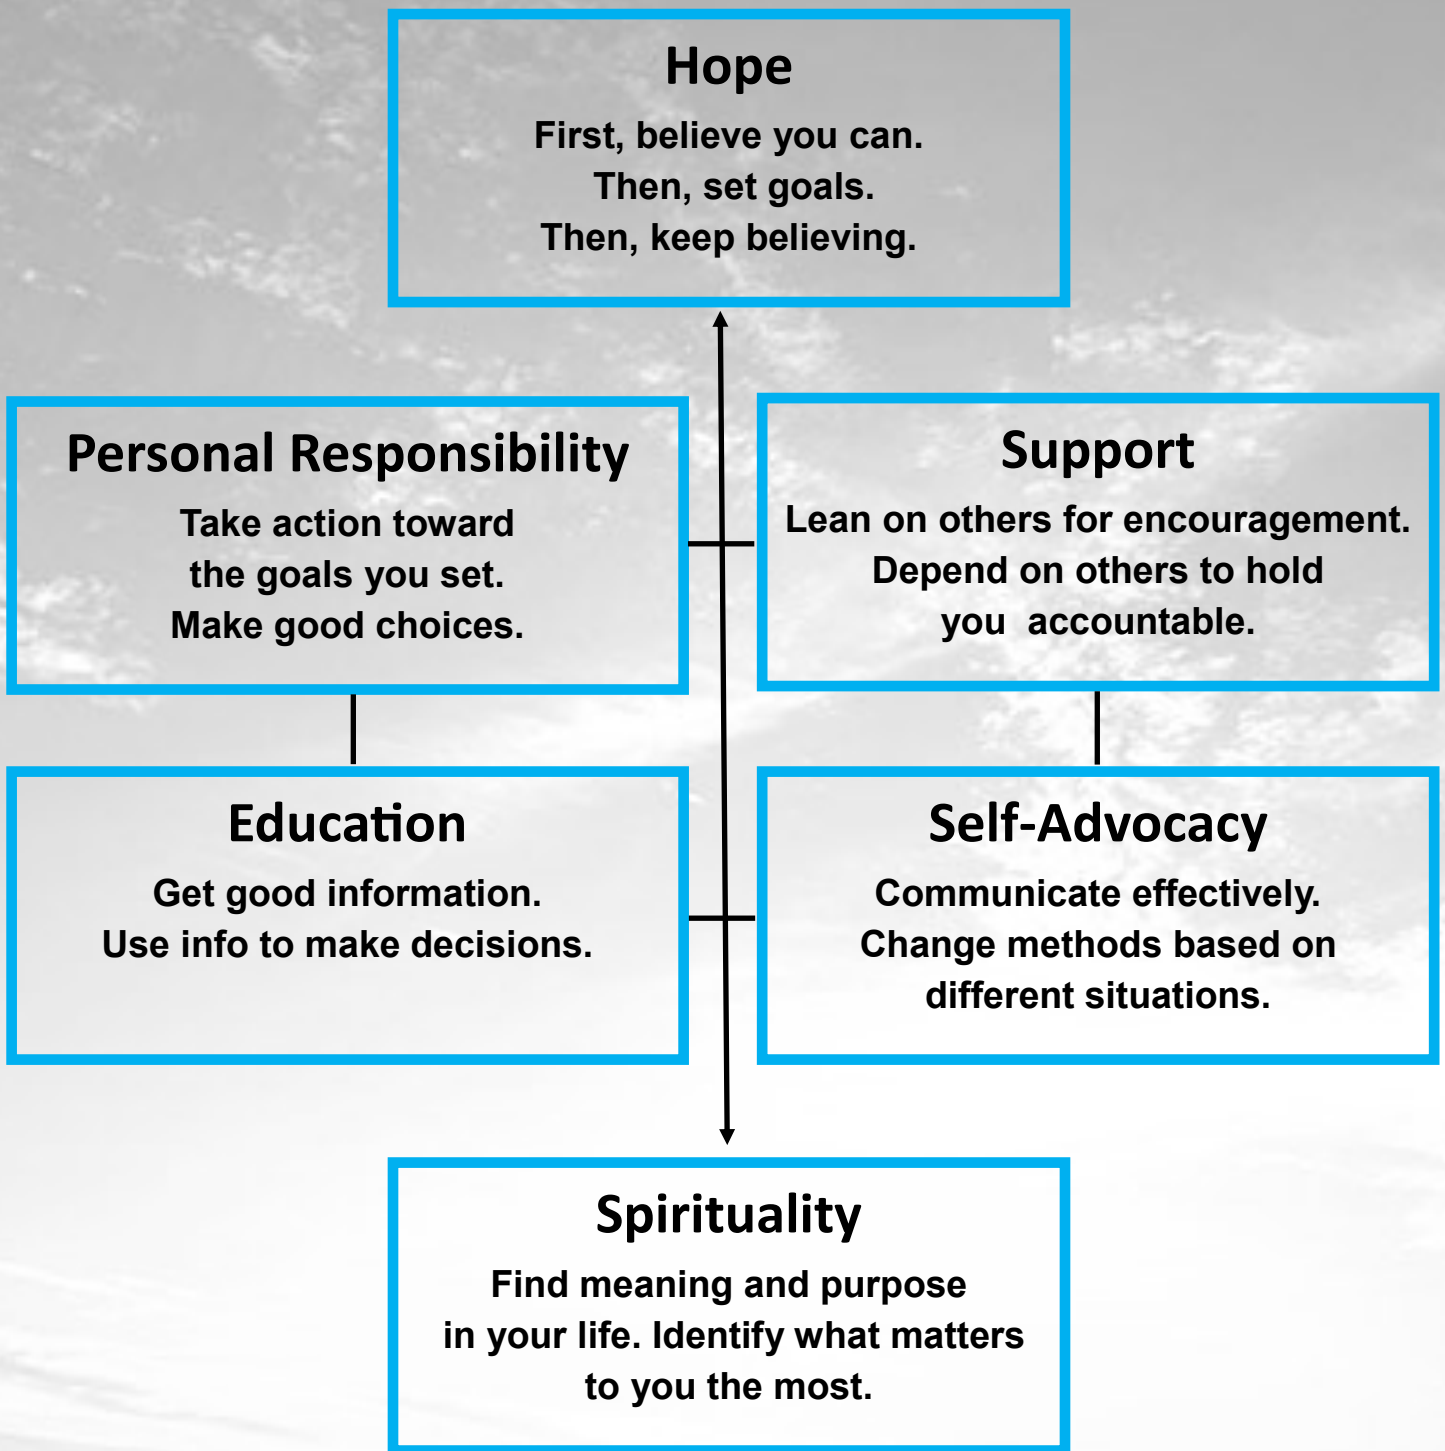 Hope
First, believe you can.
Then, set goals.
Then, keep believing.
Personal Responsibility
Take action toward
the goals you set.
Make good choices.
Support
Lean on others for encouragement.
Depend on others to hold
you  accountable.
Education
Get good information.
Use info to make decisions.
Self-Advocacy
Communicate effectively.
Change methods based on
different situations.
Spirituality
Find meaning and purpose
in your life. Identify what matters
to you the most.